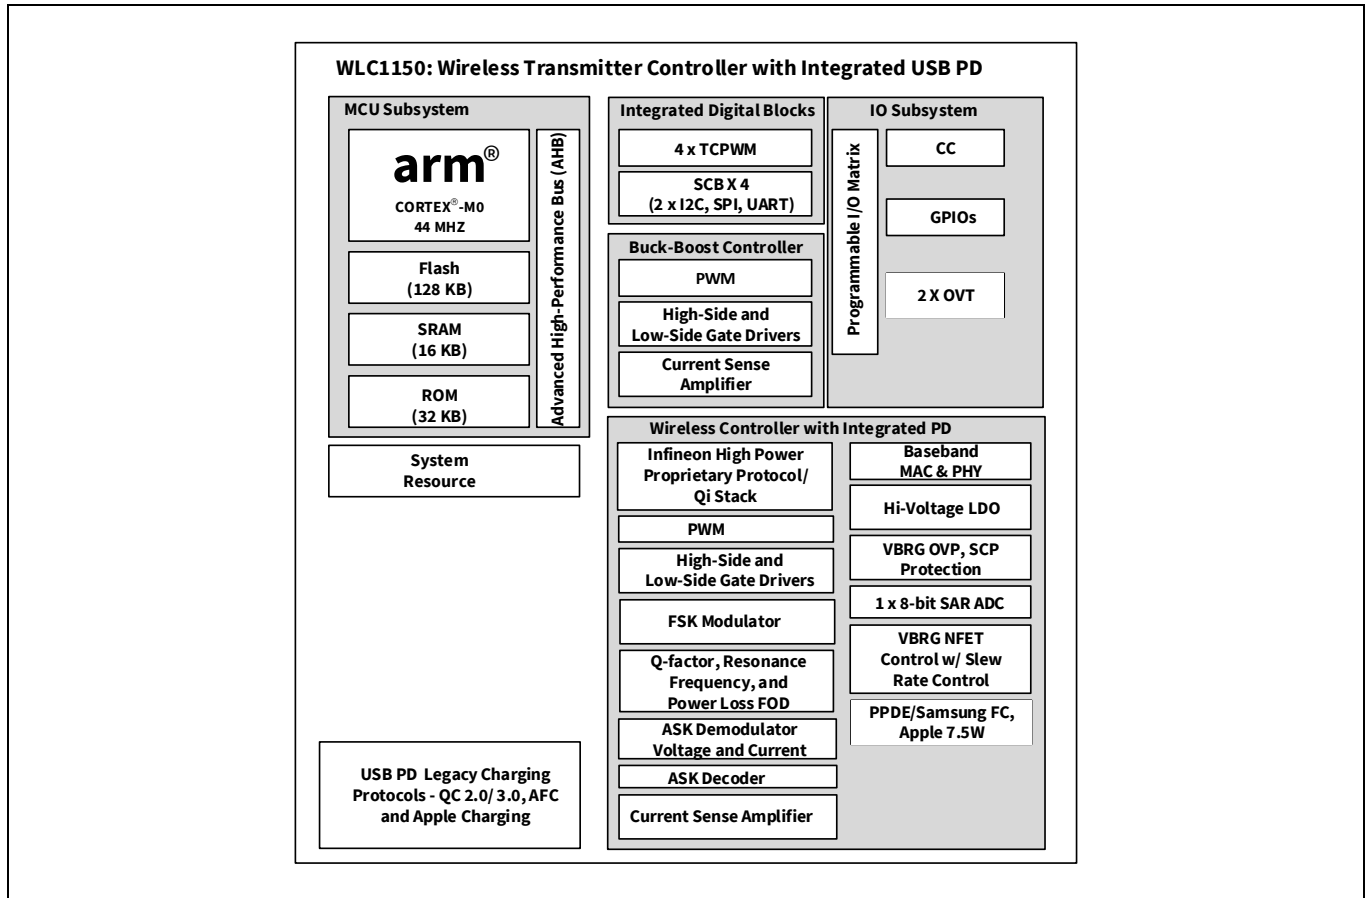 WLC1150: Wireless Transmitter Controller with Integrated USB PD
MCU Subsystem
arm®
CORTEX®-M0
44 MHZ
Flash
(128 KB)
SRAM
(16 KB)
ROM
(32 KB)
Advanced High-Performance Bus (AHB)
System
Resource
USB PD Legacy Charging
Protocols - QC 2.0/ 3.0, AFC
and Apple Charging
Integrated Digital Blocks
4 x TCPWM
SCB X 4
(2 x I2C, SPI, UART)
Buck-Boost Controller
PWM
High-Side and
Low-Side Gate Drivers
Current Sense
Amplifier
IO Subsystem
Programmable I/O Matrix
CC
GPIOs
2 X OVT
Wireless Controller with Integrated PD
Infineon High Power
Proprietary Protocol/
Qi Stack
PWM
High-Side and
Low-Side Gate Drivers
FSK Modulator
Q-factor, Resonance
Frequency, and
Power Loss FOD
ASK Demodulator
Voltage and Current
ASK Decoder
Current Sense Amplifier
Baseband
MAC & PHY
Hi-Voltage LDO
VBRG OVP, SCP
Protection
1 x 8-bit SAR ADC
VBRG NFET
Control w/ Slew
Rate Control
PPDE/Samsung FC,
Apple 7.5W